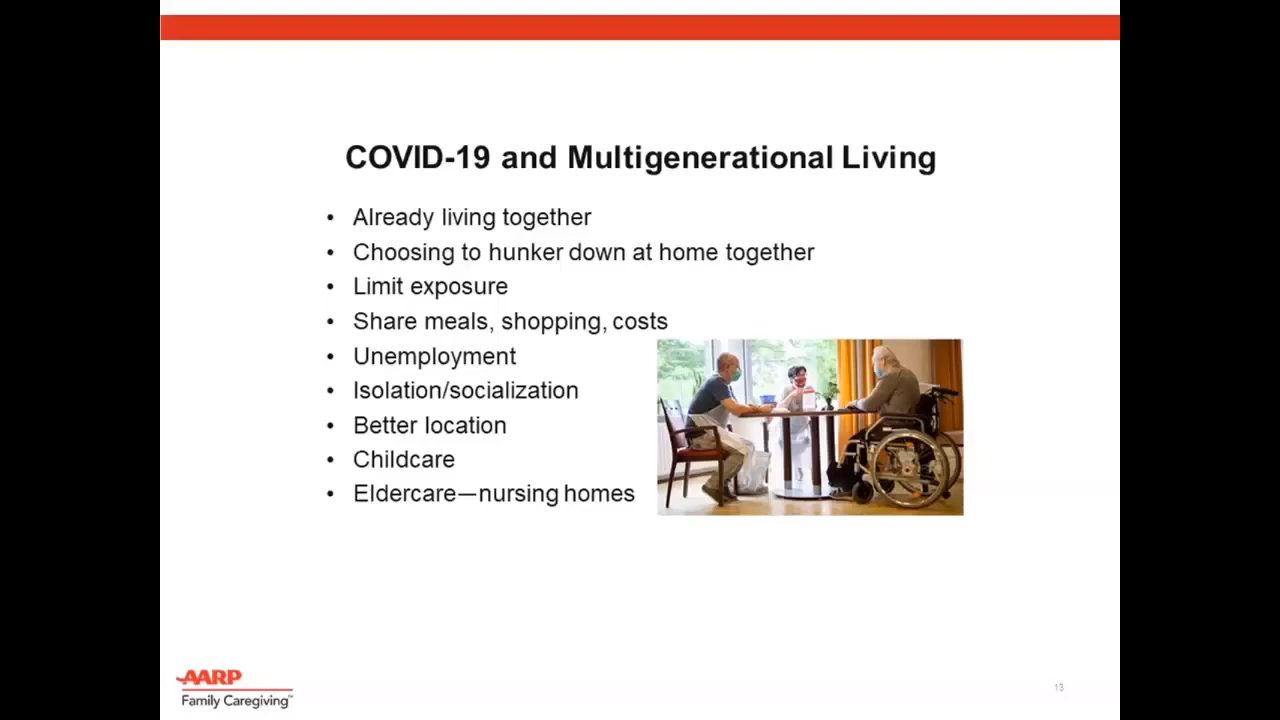 COVID-19 and Multigenerational Living
• Already living together
• Choosing to hunker down at home together
• Limit exposure
• Share meals, shopping, costs
• Unemployment
• Isolation/socialization
• Better location
• Childcare
• Eldercare—nursing homes
AARP
Family Caregiving™
13